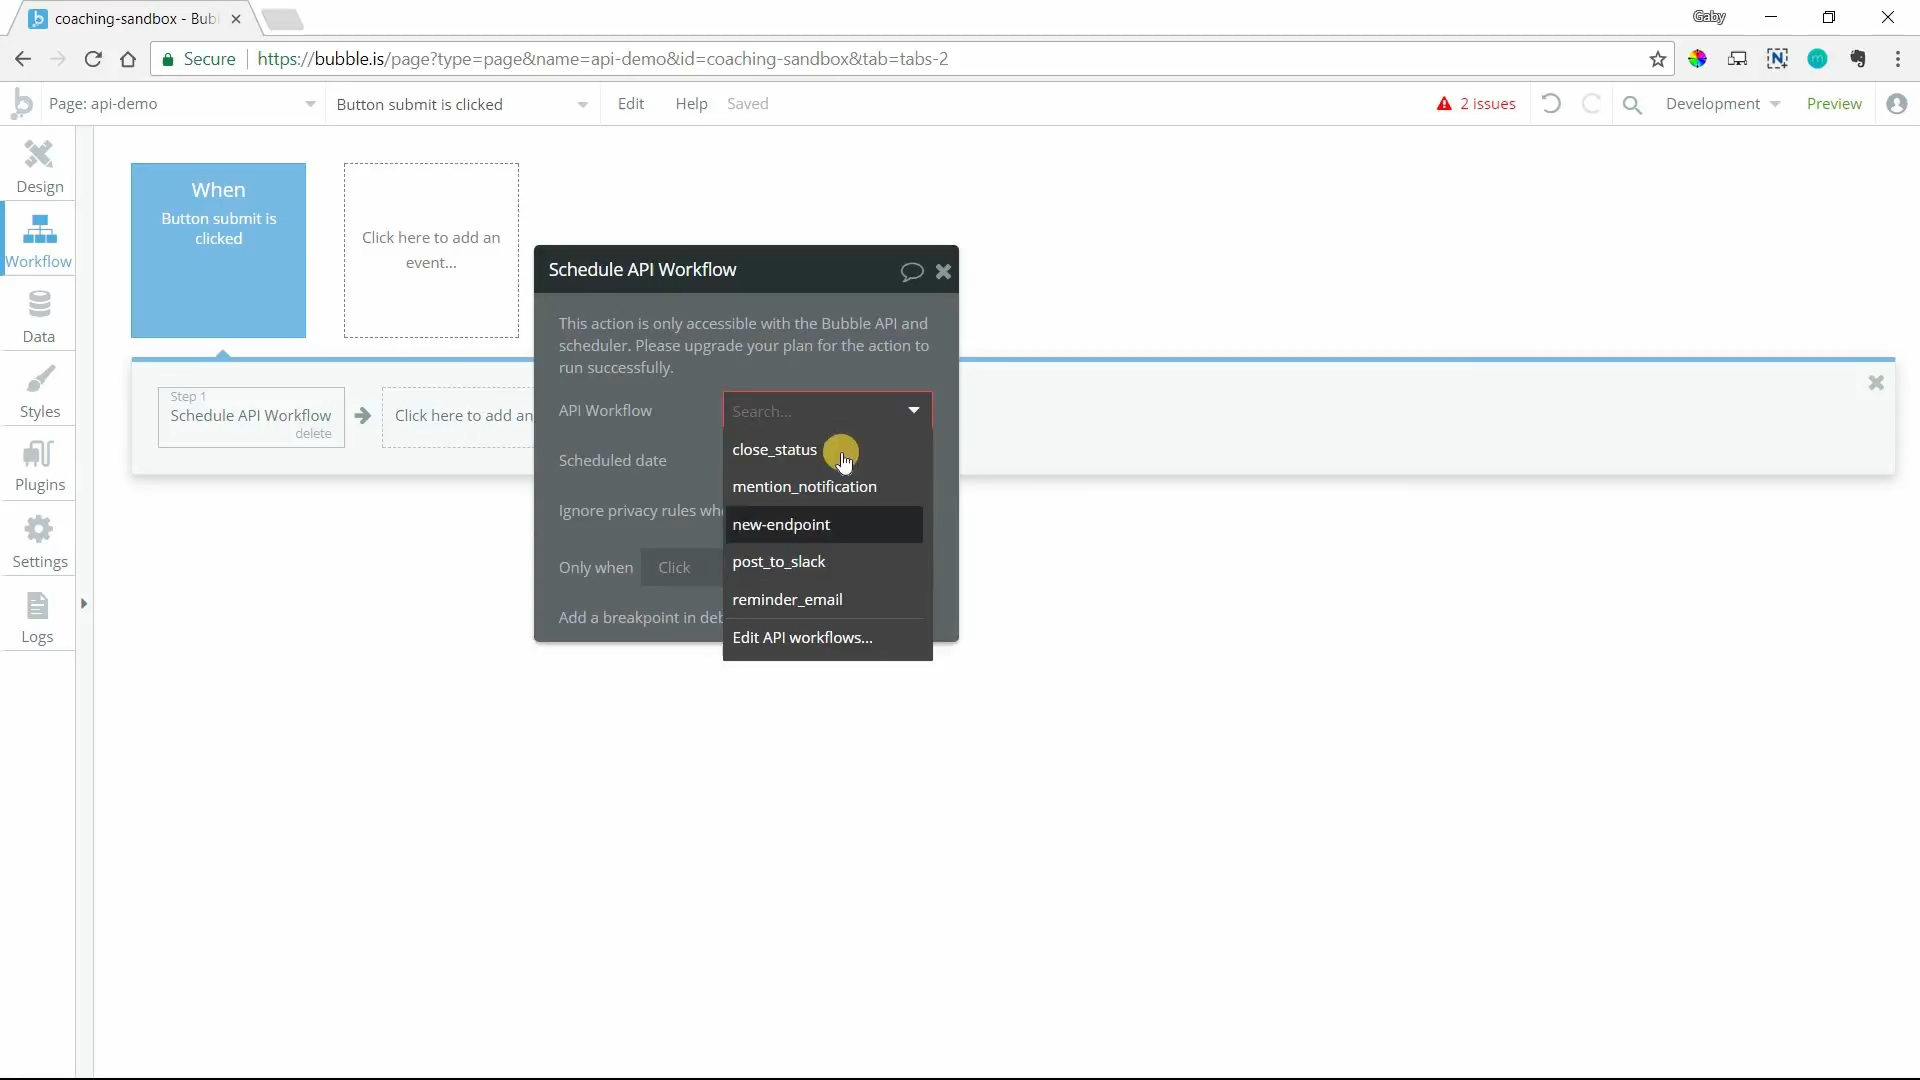 coaching-sandbox - Bub
Gaby
Secure
https://bubble.is/page?type=page&name=api-demo&id=coaching-sandbox&tab=tabs-2
Page: api-demo
Button submit is clicked
Edit
Help
Saved
2 issues
Development
Preview
Design
Workflow
Data
Styles
Plugins
Settings
Logs
When
Button submit is
clicked
Click here to add an
event...
Step 1
Schedule API Workflow
delete
Click here to add an
Schedule API Workflow
This action is only accessible with the Bubble API and
scheduler. Please upgrade your plan for the action to
run successfully.
API Workflow
Search...
Scheduled date
Ignore privacy rules wh
Only when
Click
Add a breakpoint in deb
close_status
mention_notification
new-endpoint
post_to_slack
reminder_email
Edit API workflows...